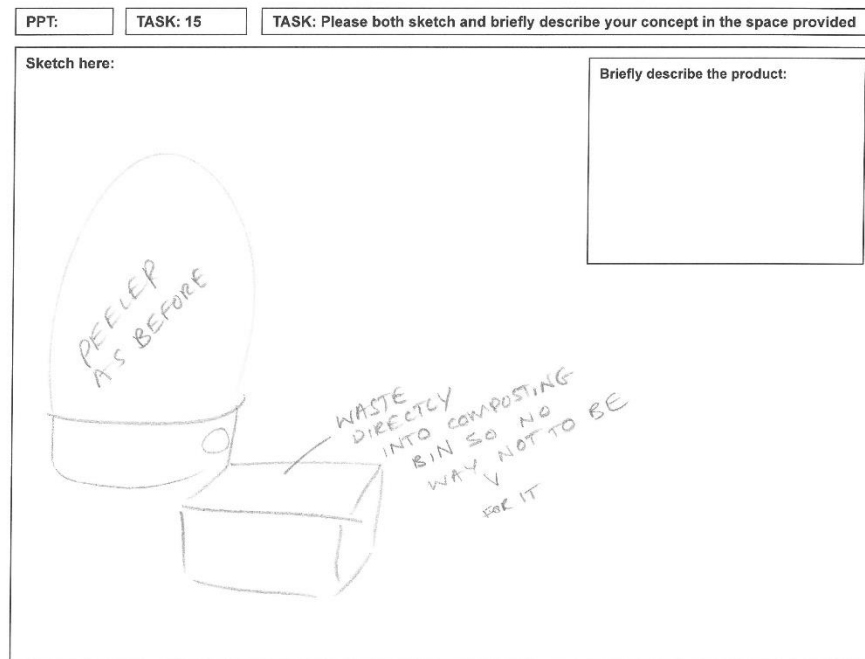 PPT:
TASK: 15
TASK: Please both sketch and briefly describe your concept in the space provided
Sketch here:
Briefly describe the product:
PEELER
AS BEFORE
WASTE
DIRECTLY
INTO COMPOSTING
BIN SO NO
WAY NOT TO BE
V
FOR IT